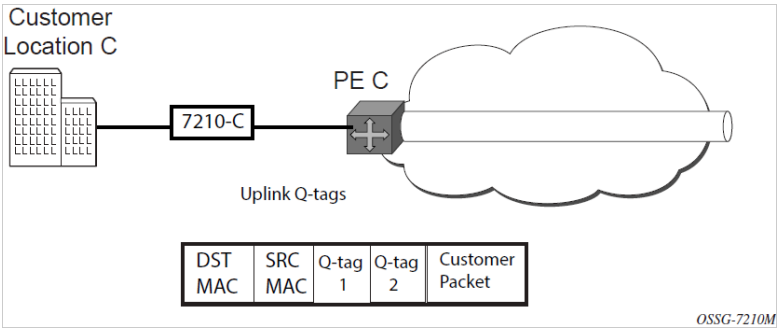 Customer
Location C
PE C
7210-C
Uplink Q-tags
DST
MAC
SRC
MAC
Q-tag
1
Q-tag
2
Customer
Packet
OSSG-7210M